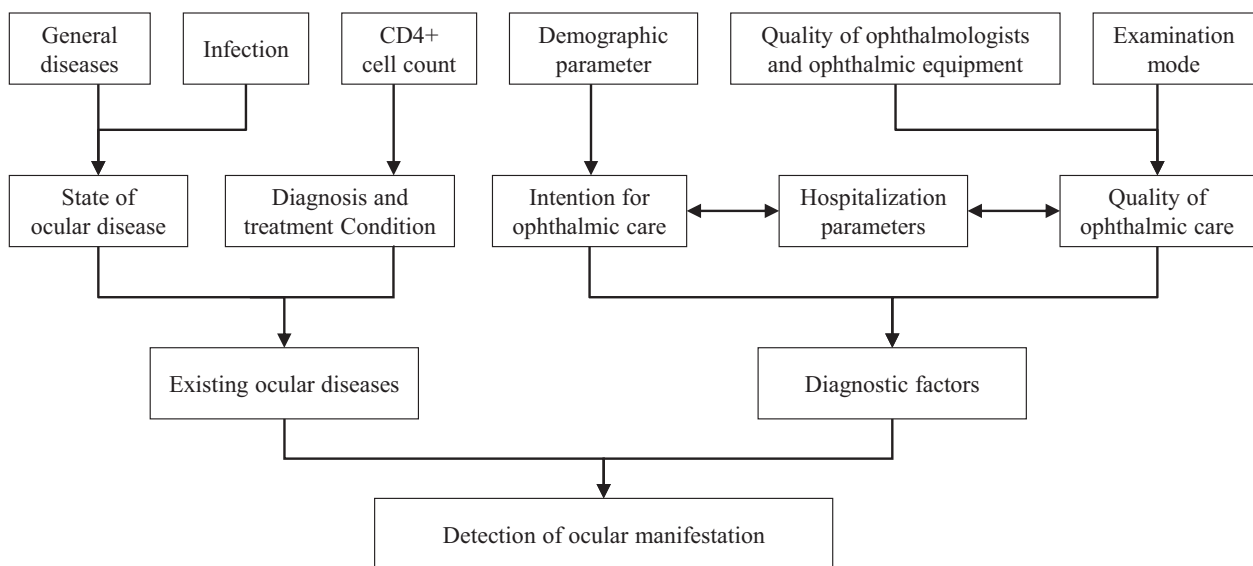 General
diseases
Infection
CD4+
cell count
Demographic
parameter
Quality of ophthalmologists
and ophthalmic equipment
Examination
mode
State of
ocular disease
Diagnosis and
treatment Condition
Intention for
ophthalmic care
Hospitalization
parameters
Quality of
ophthalmic care
Existing ocular diseases
Diagnostic factors
Detection of ocular manifestation